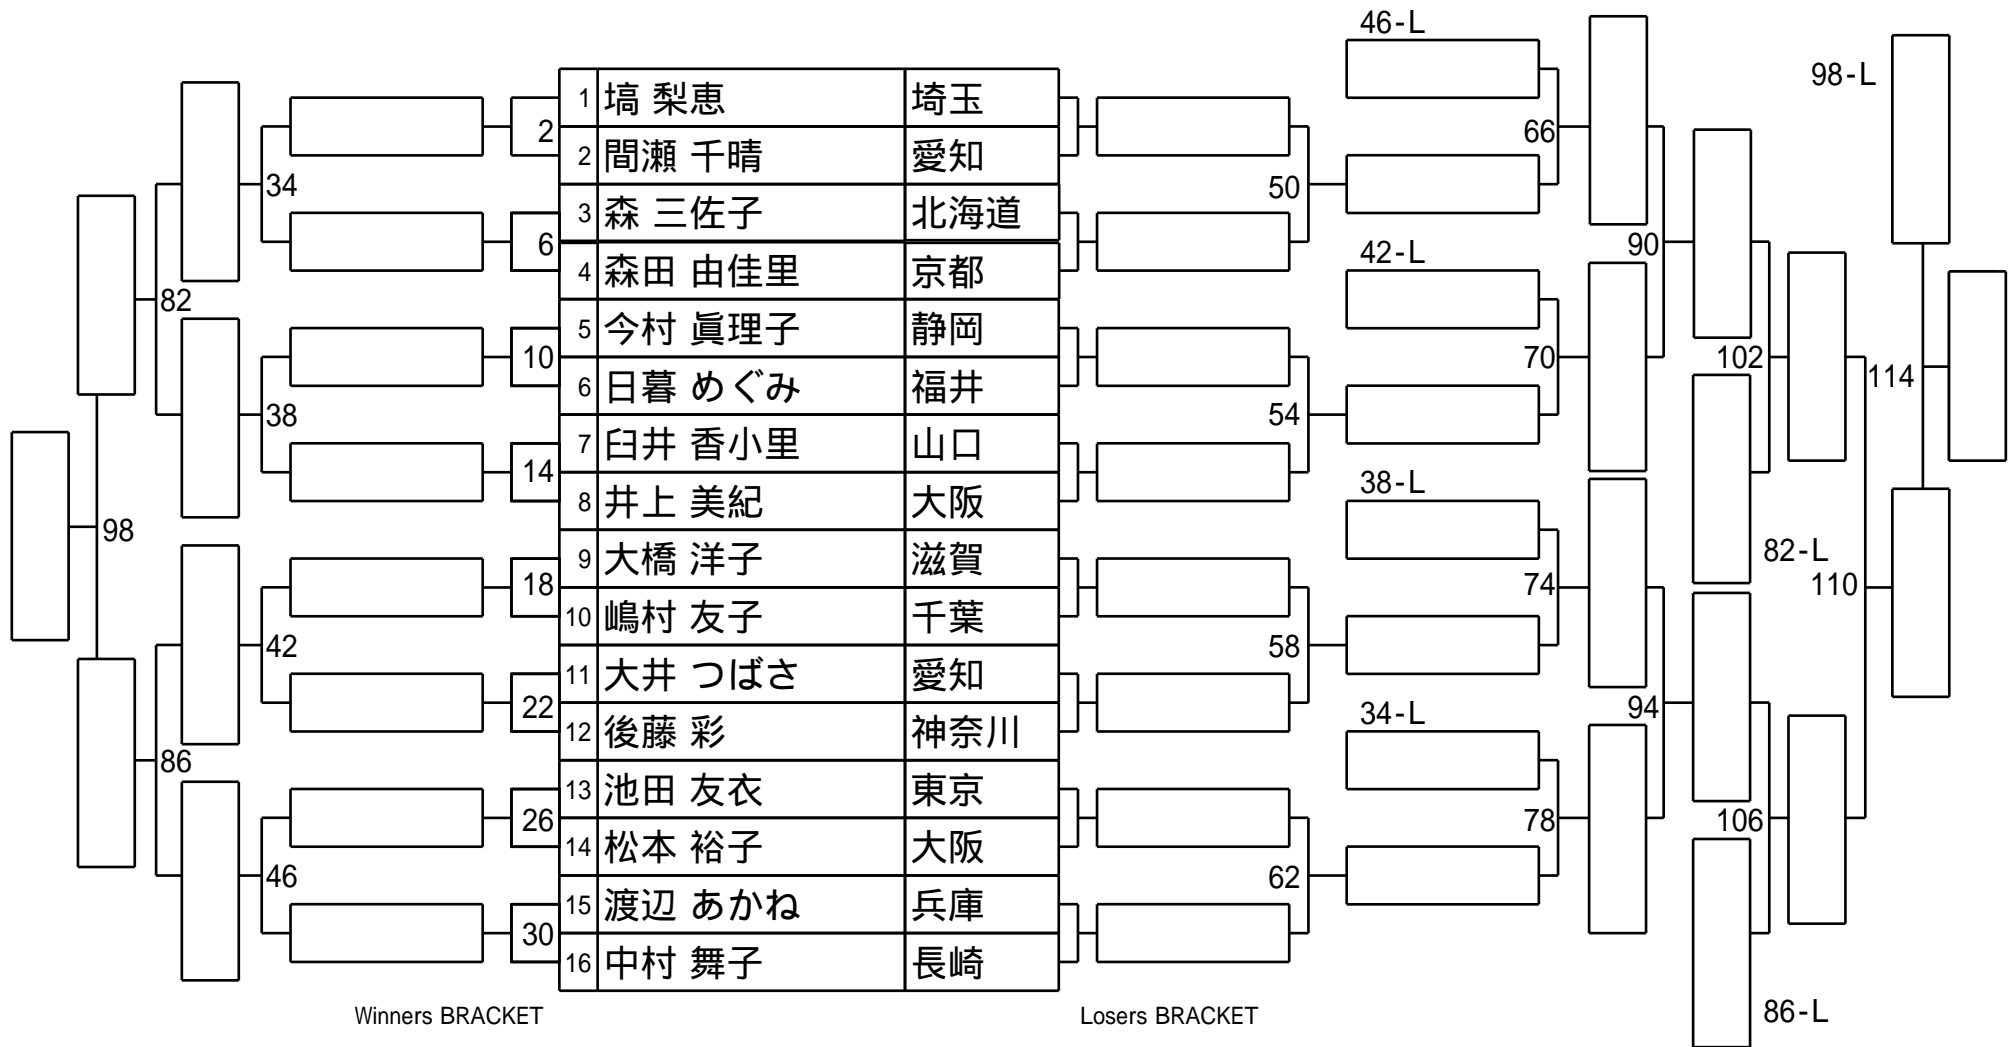 46-L
98-L
1 塙 梨恵 埼玉
2
66
2 間瀬 千晴 愛知
34
50
3 森 三佐子 北海道
6
90
42-L
4 森田 由佳里 京都
82
5 今村 眞理子 静岡
10
70
102
114
6 日暮 めぐみ 福井
38
54
7 臼井 香小里 山口
14
38-L
8 井上 美紀 大阪
98
82-L
9 大橋 洋子 滋賀
18
74
110
10 嶋村 友子 千葉
42
58
11 大井 つばさ 愛知
22
94
34-L
12 後藤 彩 神奈川
86
13 池田 友衣 東京
26
78
106
14 松本 裕子 大阪
46
62
15 渡辺 あかね 兵庫
30
16 中村 舞子 長崎
Winners BRACKET
Losers BRACKET
86-L